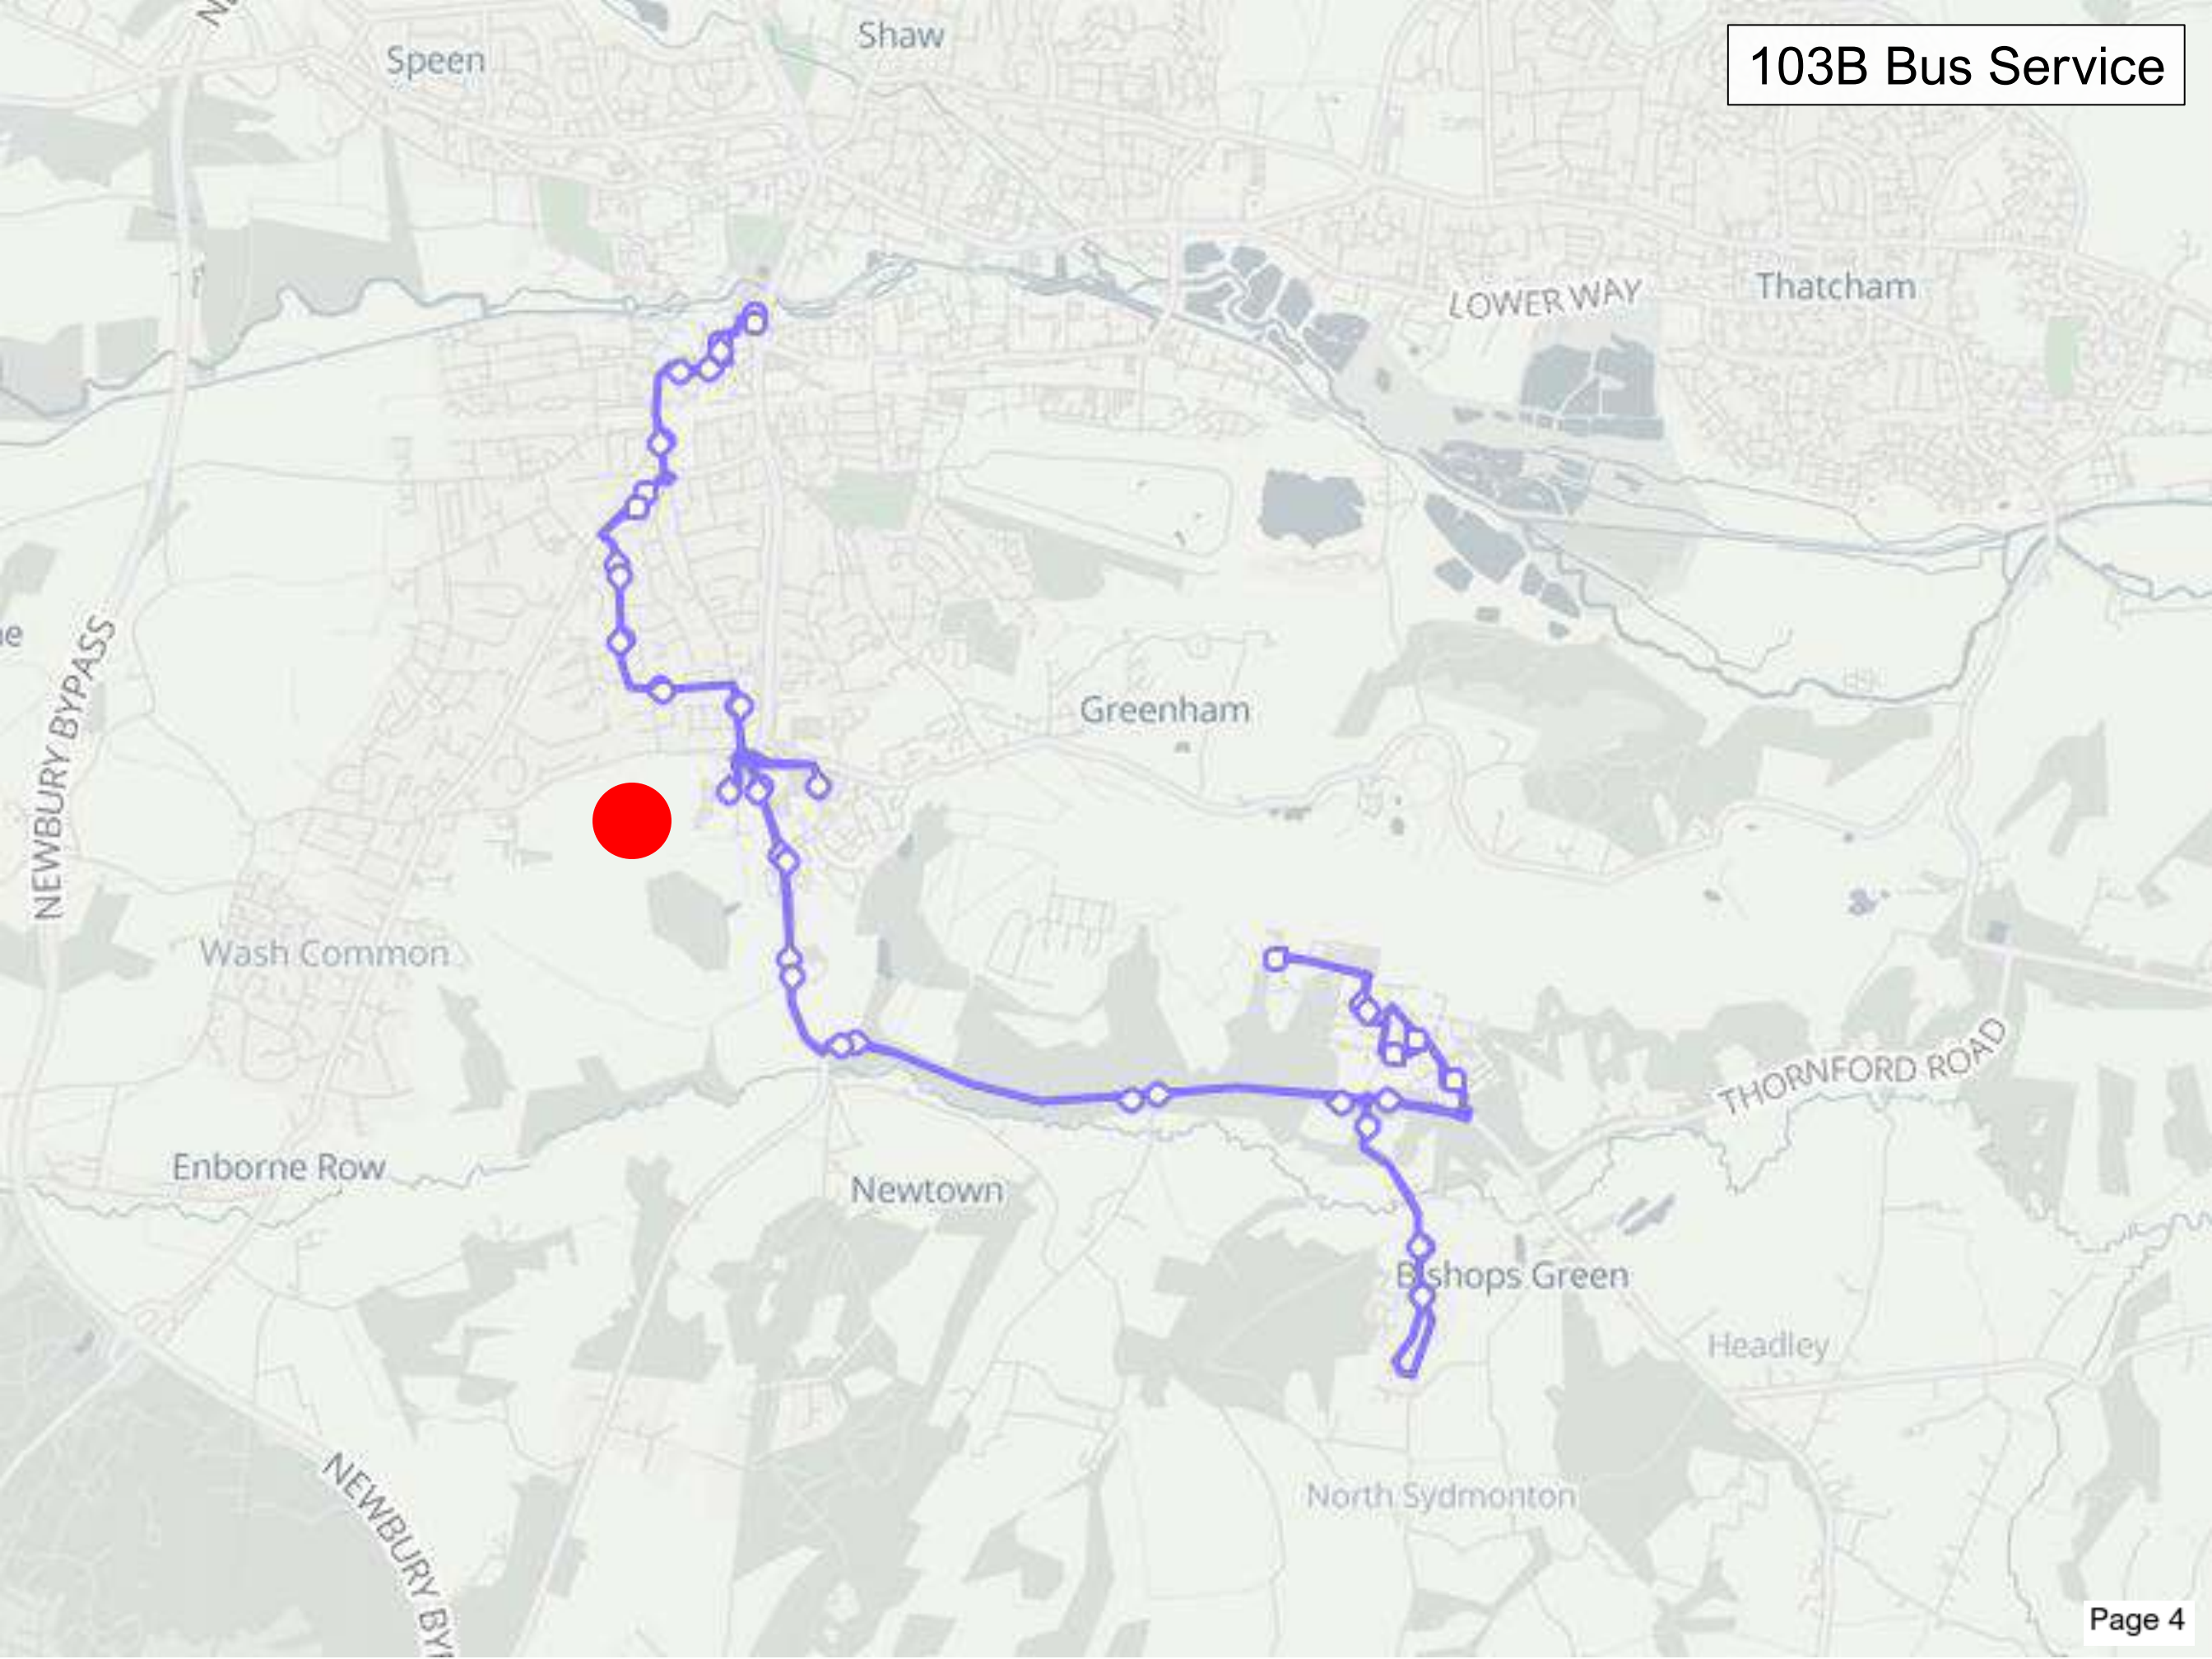 Speen
Shaw
103B Bus Service
LOWER WAY
Thatcham
NEWBURY BYPASS
Greenham
Wash Common
THORNFORD ROAD
Enborne Row
Newtown
Bishops Green
Headley
North Sydmonton
NEWBURY BYP
Page 4